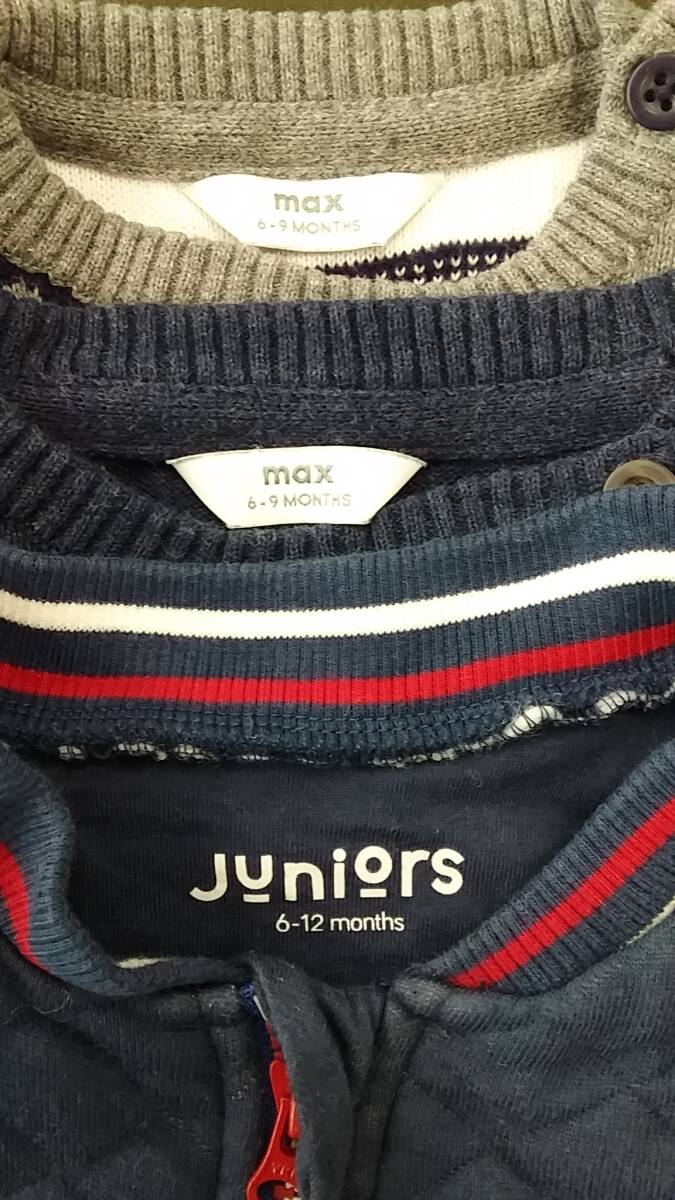 max
6-9 MONTHS
max
6-9 MONTHS
Juniors
6-12 months